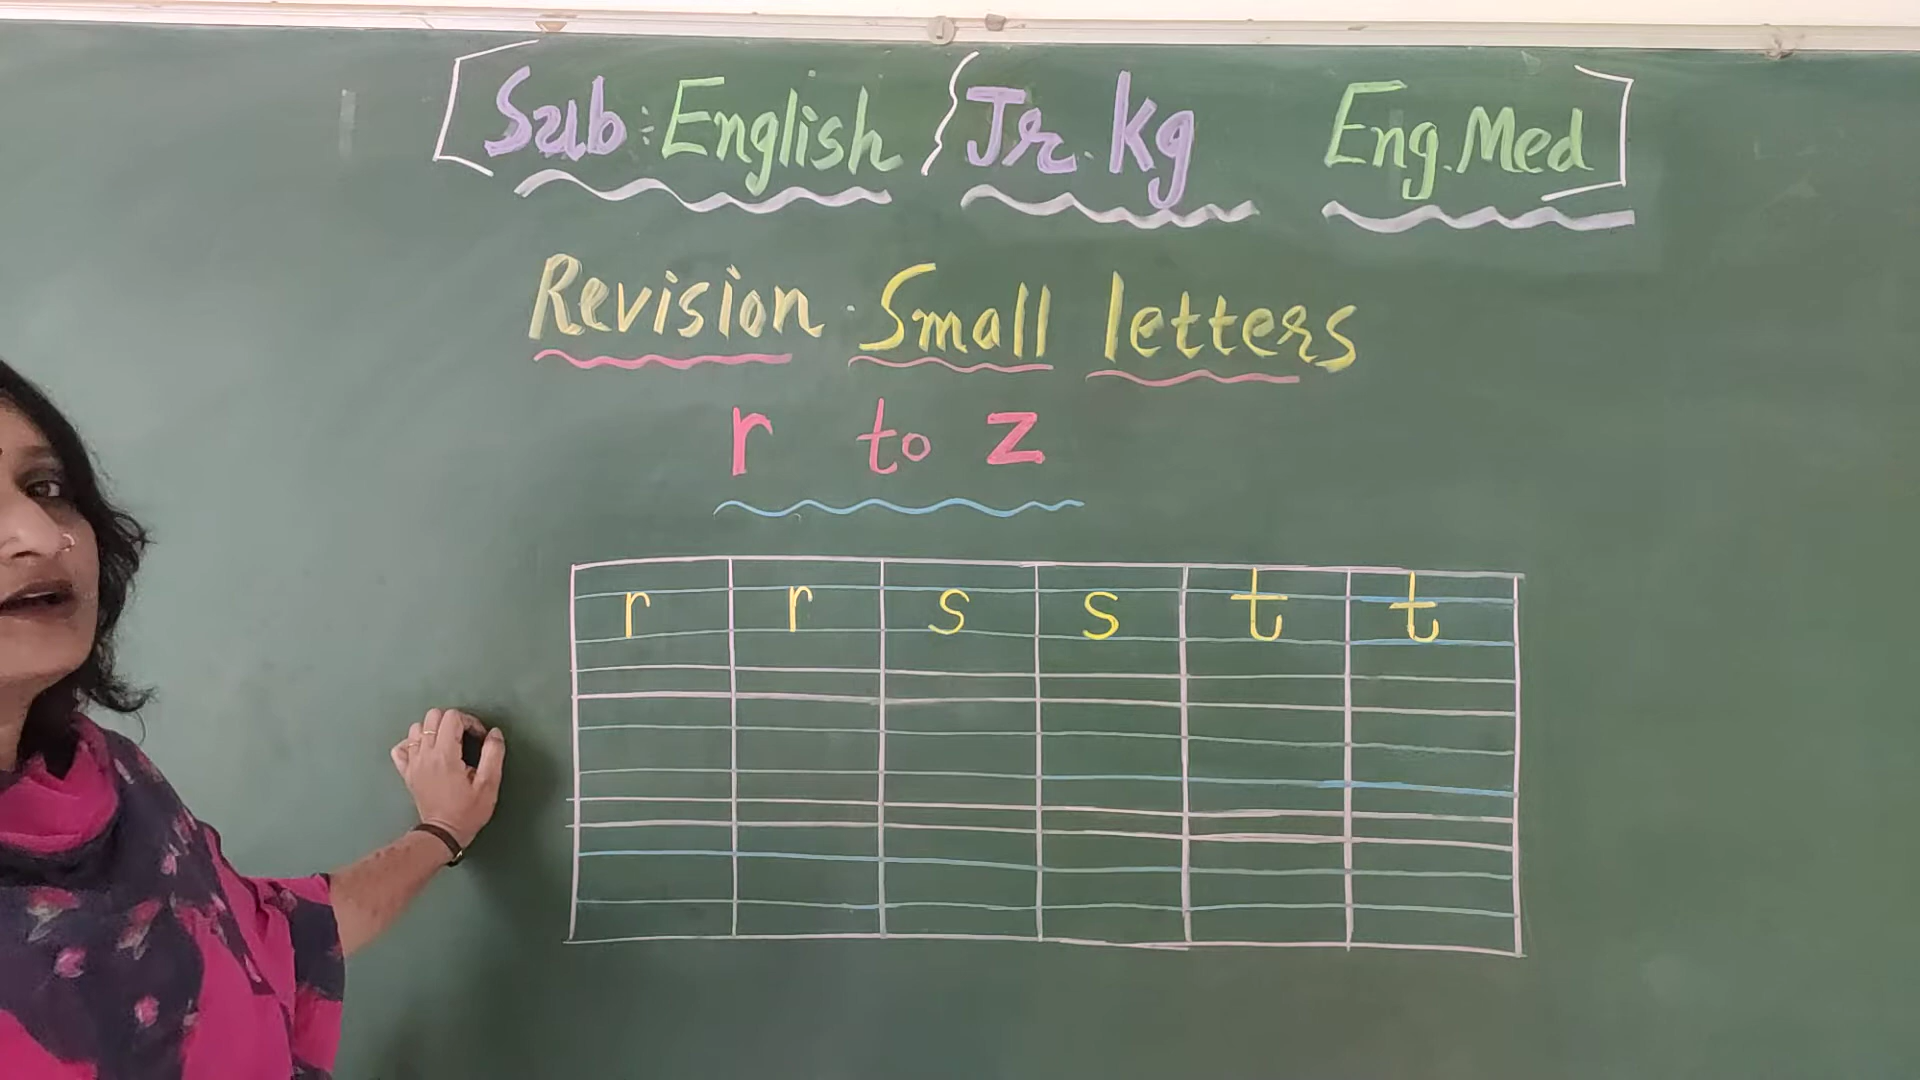 Sub: English Jr. Kg Eng. Med
Revision. Small letters
r to z
r r s s t t